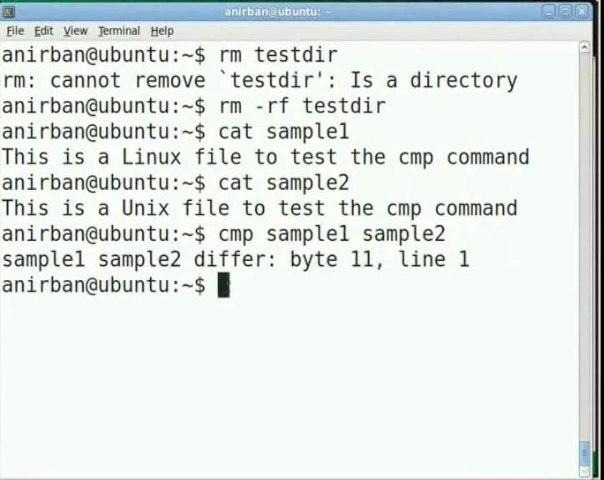 anirban@ubuntu: ~
File Edit View Terminal Help
anirban@ubuntu:~$ rm testdir
rm: cannot remove `testdir': Is a directory
anirban@ubuntu:~$ rm -rf testdir
anirban@ubuntu:~$ cat sample1
This is a Linux file to test the cmp command
anirban@ubuntu:~$ cat sample2
This is a Unix file to test the cmp command
anirban@ubuntu:~$ cmp sample1 sample2
sample1 sample2 differ: byte 11, line 1
anirban@ubuntu:~$